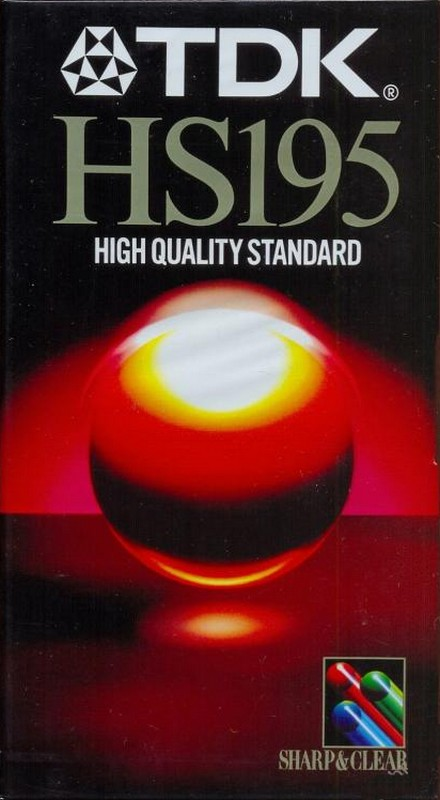 TDK®
HS195
HIGH QUALITY STANDARD
SHARP&CLEAR